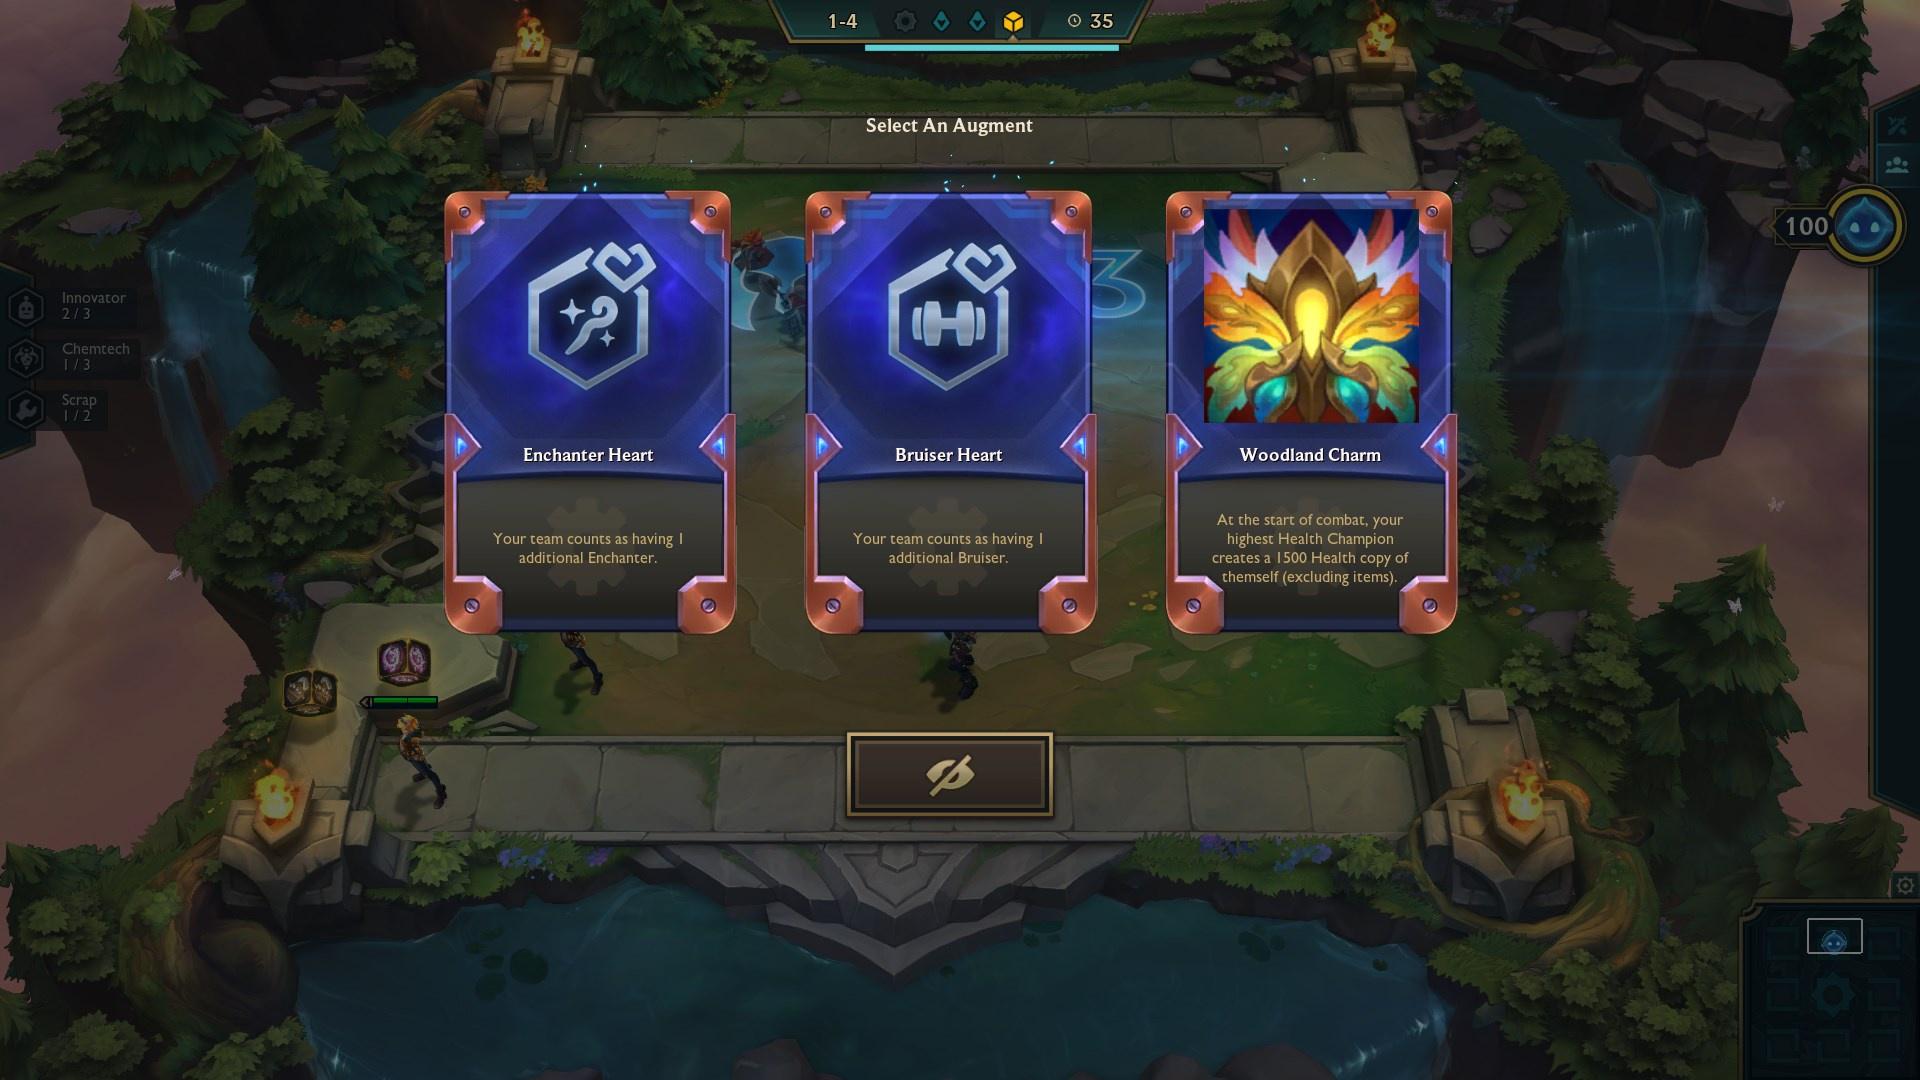 1-4
35
Select An Augment
100
Innovator
2 / 3
Chemtech
1 / 3
Scrap
1 / 2
3
Enchanter Heart
Your team counts as having 1
additional Enchanter.
Bruiser Heart
Your team counts as having 1
additional Bruiser.
Woodland Charm
At the start of combat, your
highest Health Champion
creates a 1500 Health copy of
themself (excluding items).